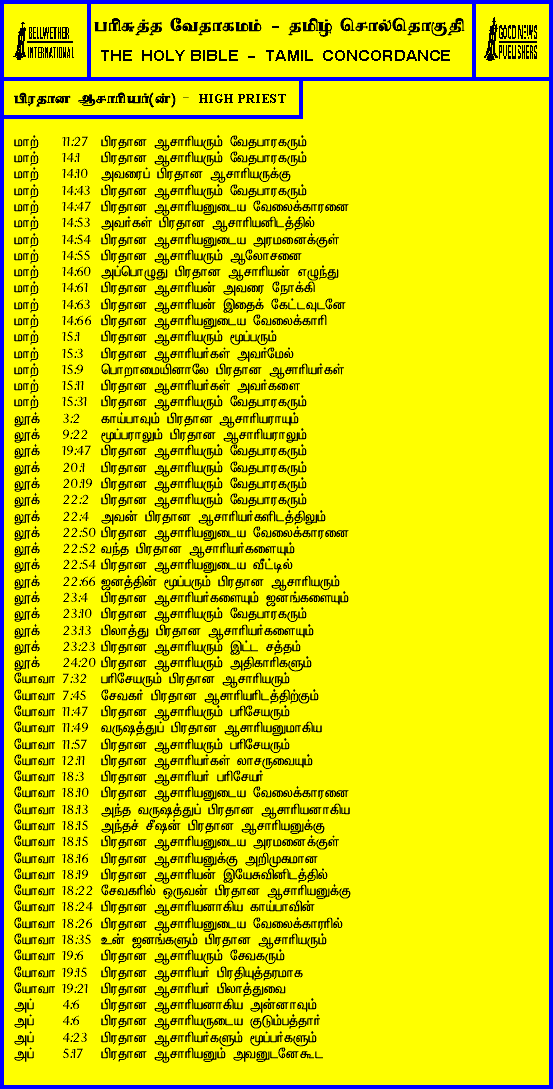 BELLWETHER
INTERNATIONAL
பரிசுத்த வேதாகமம் - தமிழ் சொல்தொகுதி
THE HOLY BIBLE - TAMIL CONCORDANCE
GOOD NEWS
PUBLISHERS
பிரதான ஆசாரியர்(ன்) - HIGH PRIEST
மாற் 11:27 பிரதான ஆசாரியரும் வேதபாரகரும்
மாற் 14:1 பிரதான ஆசாரியரும் வேதபாரகரும்
மாற் 14:10 அவரைப் பிரதான ஆசாரியருக்கு
மாற் 14:43 பிரதான ஆசாரியரும் வேதபாரகரும்
மாற் 14:47 பிரதான ஆசாரியனுடைய வேலைக்காரனை
மாற் 14:53 அவர்கள் பிரதான ஆசாரியனிடத்தில்
மாற் 14:54 பிரதான ஆசாரியனுடைய அரமனைக்குள்
மாற் 14:55 பிரதான ஆசாரியரும் ஆலோசனை
மாற் 14:60 அப்பொழுது பிரதான ஆசாரியன் எழுந்து
மாற் 14:61 பிரதான ஆசாரியன் அவரை நோக்கி
மாற் 14:63 பிரதான ஆசாரியன் இதைக் கேட்டவுடனே
மாற் 14:66 பிரதான ஆசாரியனுடைய வேலைக்காரி
மாற் 15:1 பிரதான ஆசாரியரும் மூப்பரும்
மாற் 15:3 பிரதான ஆசாரியர்கள் அவர்மேல்
மாற் 15:9 பொறாமையினாலே பிரதான ஆசாரியர்கள்
மாற் 15:11 பிரதான ஆசாரியர்கள் அவர்களை
மாற் 15:31 பிரதான ஆசாரியரும் வேதபாரகரும்
லூக் 3:2 காய்பாவும் பிரதான ஆசாரியராயும்
லூக் 9:22 மூப்பராலும் பிரதான ஆசாரியராலும்
லூக் 19:47 பிரதான ஆசாரியரும் வேதபாரகரும்
லூக் 20:1 பிரதான ஆசாரியரும் வேதபாரகரும்
லூக் 20:19 பிரதான ஆசாரியரும் வேதபாரகரும்
லூக் 22:2 பிரதான ஆசாரியரும் வேதபாரகரும்
லூக் 22:4 அவன் பிரதான ஆசாரியர்களிடத்திலும்
லூக் 22:50 பிரதான ஆசாரியனுடைய வேலைக்காரனை
லூக் 22:52 வந்த பிரதான ஆசாரியர்களையும்
லூக் 22:54 பிரதான ஆசாரியனுடைய வீட்டில்
லூக் 22:66 ஜனத்தின் மூப்பரும் பிரதான ஆசாரியரும்
லூக் 23:4 பிரதான ஆசாரியர்களையும் ஜனங்களையும்
லூக் 23:10 பிரதான ஆசாரியரும் வேதபாரகரும்
லூக் 23:13 பிலாத்து பிரதான ஆசாரியர்களையும்
லூக் 23:23 பிரதான ஆசாரியரும் இட்ட சத்தம்
லூக் 24:20 பிரதான ஆசாரியரும் அதிகாரிகளும்
யோவா 7:32 பரிசேயரும் பிரதான ஆசாரியரும்
யோவா 7:45 சேவகர் பிரதான ஆசாரியரிடத்திற்கும்
யோவா 11:47 பிரதான ஆசாரியரும் பரிசேயரும்
யோவா 11:49 வருஷத்துப் பிரதான ஆசாரியனுமாகிய
யோவா 11:57 பிரதான ஆசாரியரும் பரிசேயரும்
யோவா 12:11 பிரதான ஆசாரியர்கள் லாசருவையும்
யோவா 18:3 பிரதான ஆசாரியர் பரிசேயர்
யோவா 18:10 பிரதான ஆசாரியனுடைய வேலைக்காரனை
யோவா 18:13 அந்த வருஷத்துப் பிரதான ஆசாரியனாகிய
யோவா 18:15 அந்தச் சீஷன் பிரதான ஆசாரியனுக்கு
யோவா 18:15 பிரதான ஆசாரியனுடைய அரமனைக்குள்
யோவா 18:16 பிரதான ஆசாரியனுக்கு அறிமுகமான
யோவா 18:19 பிரதான ஆசாரியன் இயேசுவினிடத்தில்
யோவா 18:22 சேவகரில் ஒருவன் பிரதான ஆசாரியனுக்கு
யோவா 18:24 பிரதான ஆசாரியனாகிய காய்பாவின்
யோவா 18:26 பிரதான ஆசாரியனுடைய வேலைக்காரரில்
யோவா 18:35 உன் ஜனங்களும் பிரதான ஆசாரியரும்
யோவா 19:6 பிரதான ஆசாரியரும் சேவகரும்
யோவா 19:15 பிரதான ஆசாரியர் பிரதியுத்தரமாக
யோவா 19:21 பிரதான ஆசாரியர் பிலாத்துவை
அப் 4:6 பிரதான ஆசாரியனாகிய அன்னாவும்
அப் 4:6 பிரதான ஆசாரியருடைய குடும்பத்தார்
அப் 4:23 பிரதான ஆசாரியர்களும் மூப்பர்களும்
அப் 5:17 பிரதான ஆசாரியனும் அவனுடனேகூட